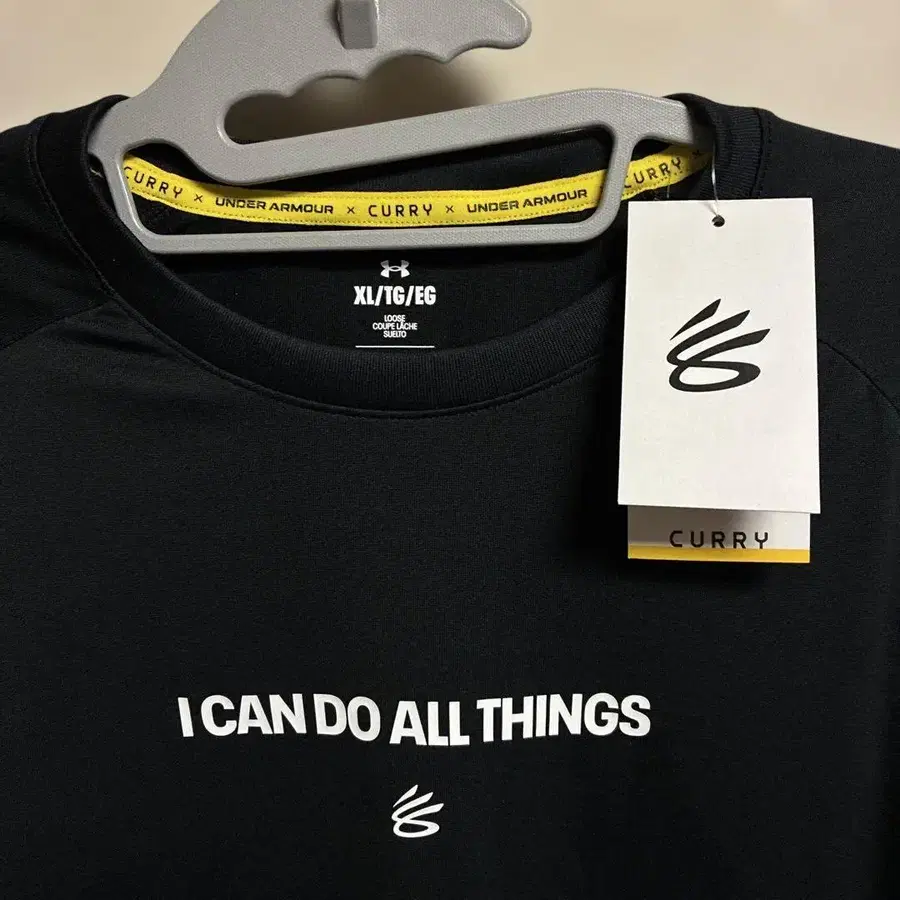 CURRY × UNDER ARMOUR × CURRY × UNDER ARMOUR CURRY
XL/TG/EG
LOOSE
COUPE LÂCHE
SUELTO
CURRY
I CAN DO ALL THINGS